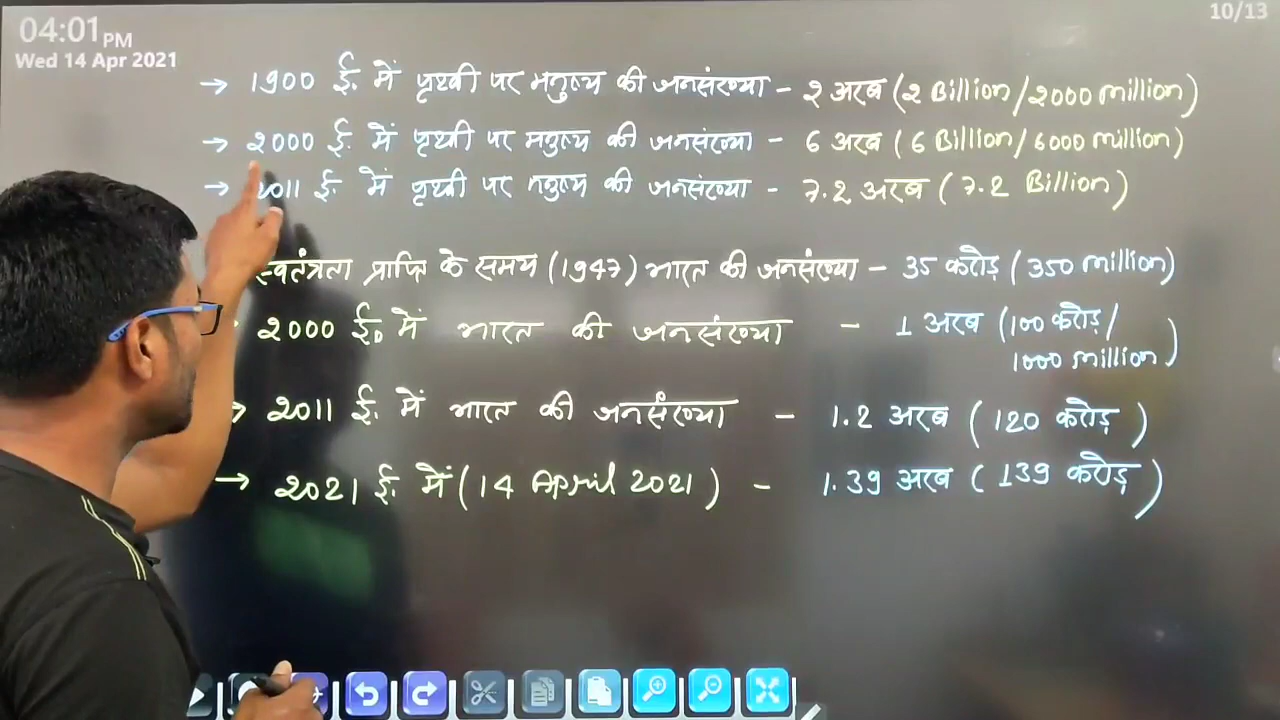 04:01 PM
10/13
Wed 14 Apr 2021
→ 1900 ई. में पृथ्वी पर मनुष्य की जनसंख्या - 2 अरब (2 Billion/2000 million)
→ 2000 ई. में पृथ्वी पर मनुष्य की जनसंख्या - 6 अरब (6 Billion/6000 million)
→ 2011 ई. में पृथ्वी पर मनुष्य की जनसंख्या - 7.2 अरब (7.2 Billion)
स्वतंत्रता प्राप्ति के समय (1947) भारत की जनसंख्या - 35 करोड़ (350 million)
2000 ई० में भारत की जनसंख्या - 1 अरब (100 करोड़/
1000 million)
→ 2011 ई. में भारत की जनसंख्या - 1.2 अरब (120 करोड़)
→ 2021 ई. में (14 April 2021) - 1.39 अरब (139 करोड़)